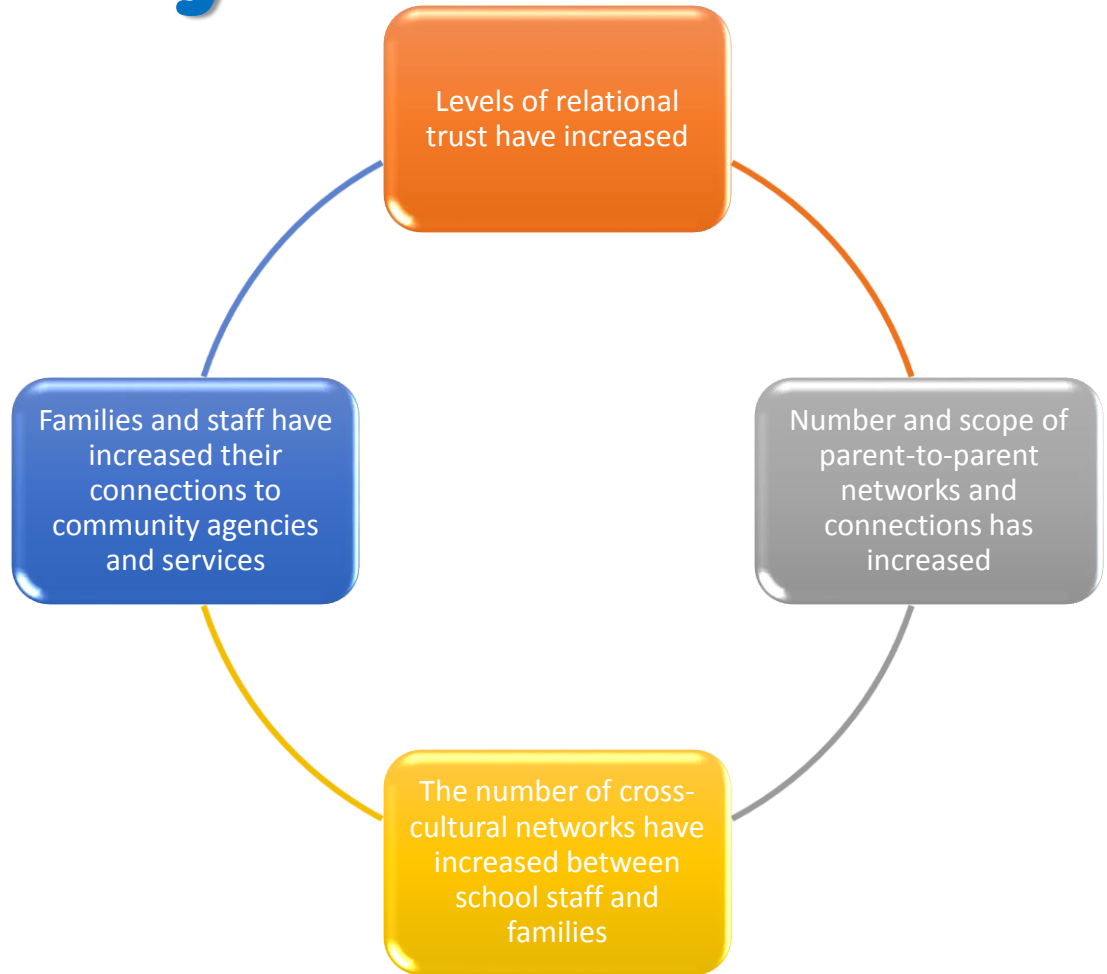 Levels of relational
trust have increased
Number and scope of
parent-to-parent
networks and
connections has
increased
The number of cross-
cultural networks have
increased between
school staff and
families
Families and staff have
increased their
connections to
community agencies
and services